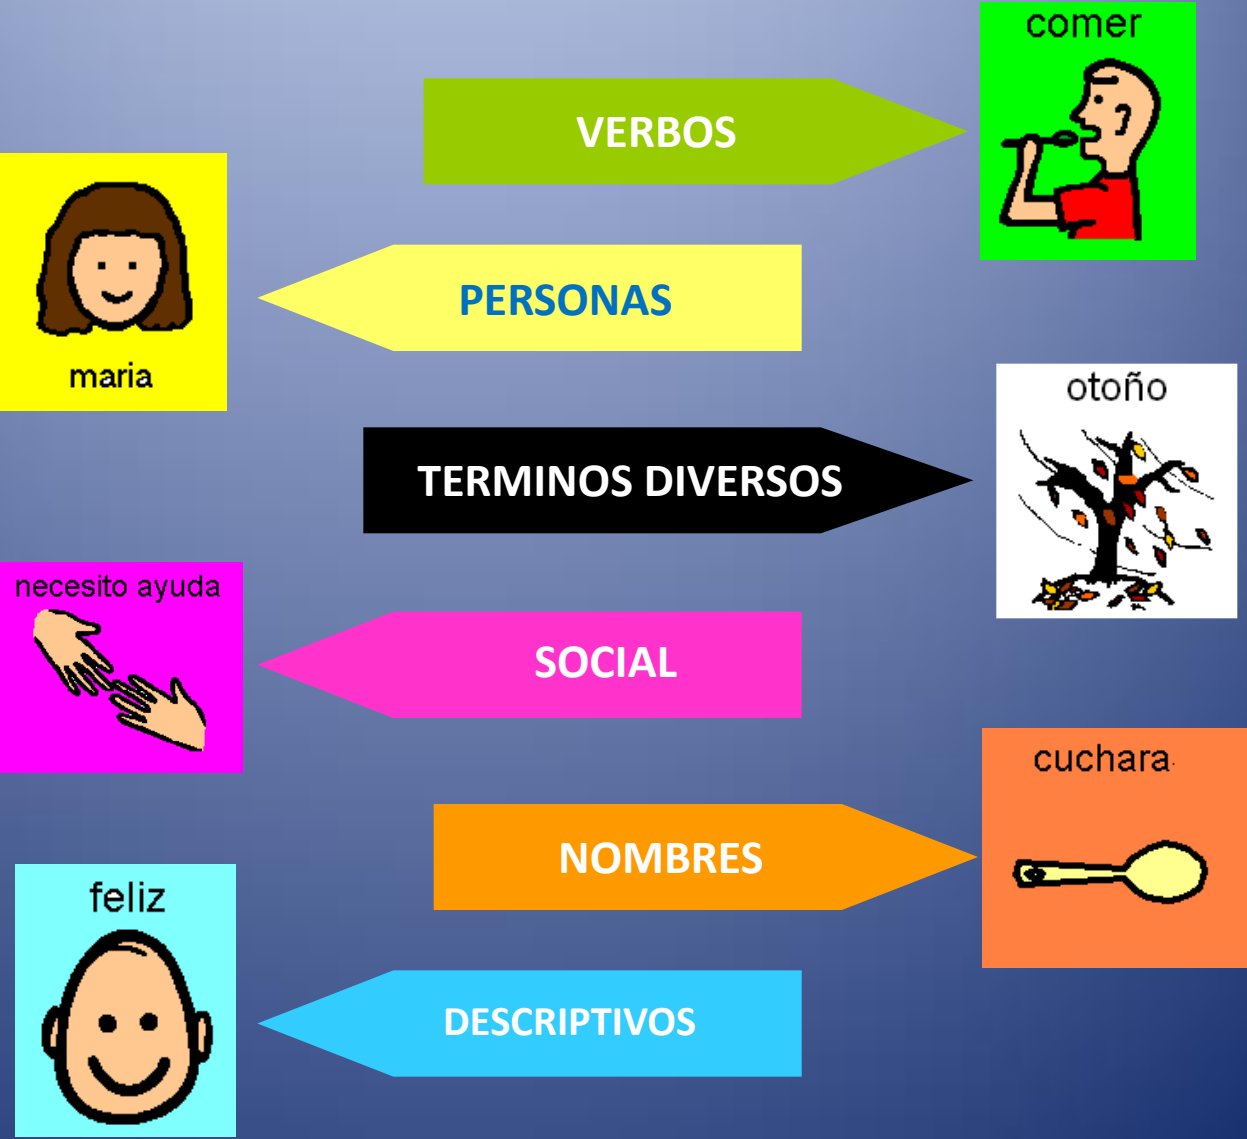 comer
VERBOS
PERSONAS
maria
otoño
TERMINOS DIVERSOS
necesito ayuda
SOCIAL
cuchara
NOMBRES
feliz
DESCRIPTIVOS